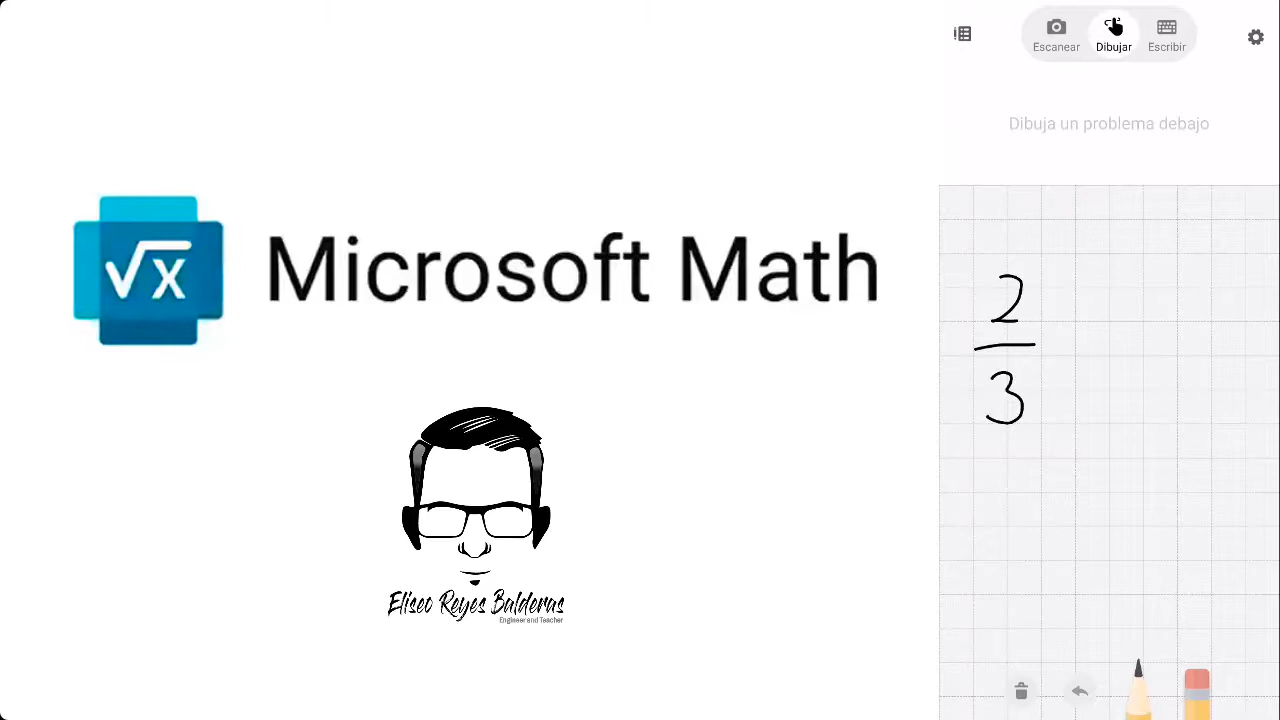 √x Microsoft Math
Eliseo Reyes Balderas
Engineer and Teacher
Escanear
Dibujar
Escribir
Dibuja un problema debajo
2
3